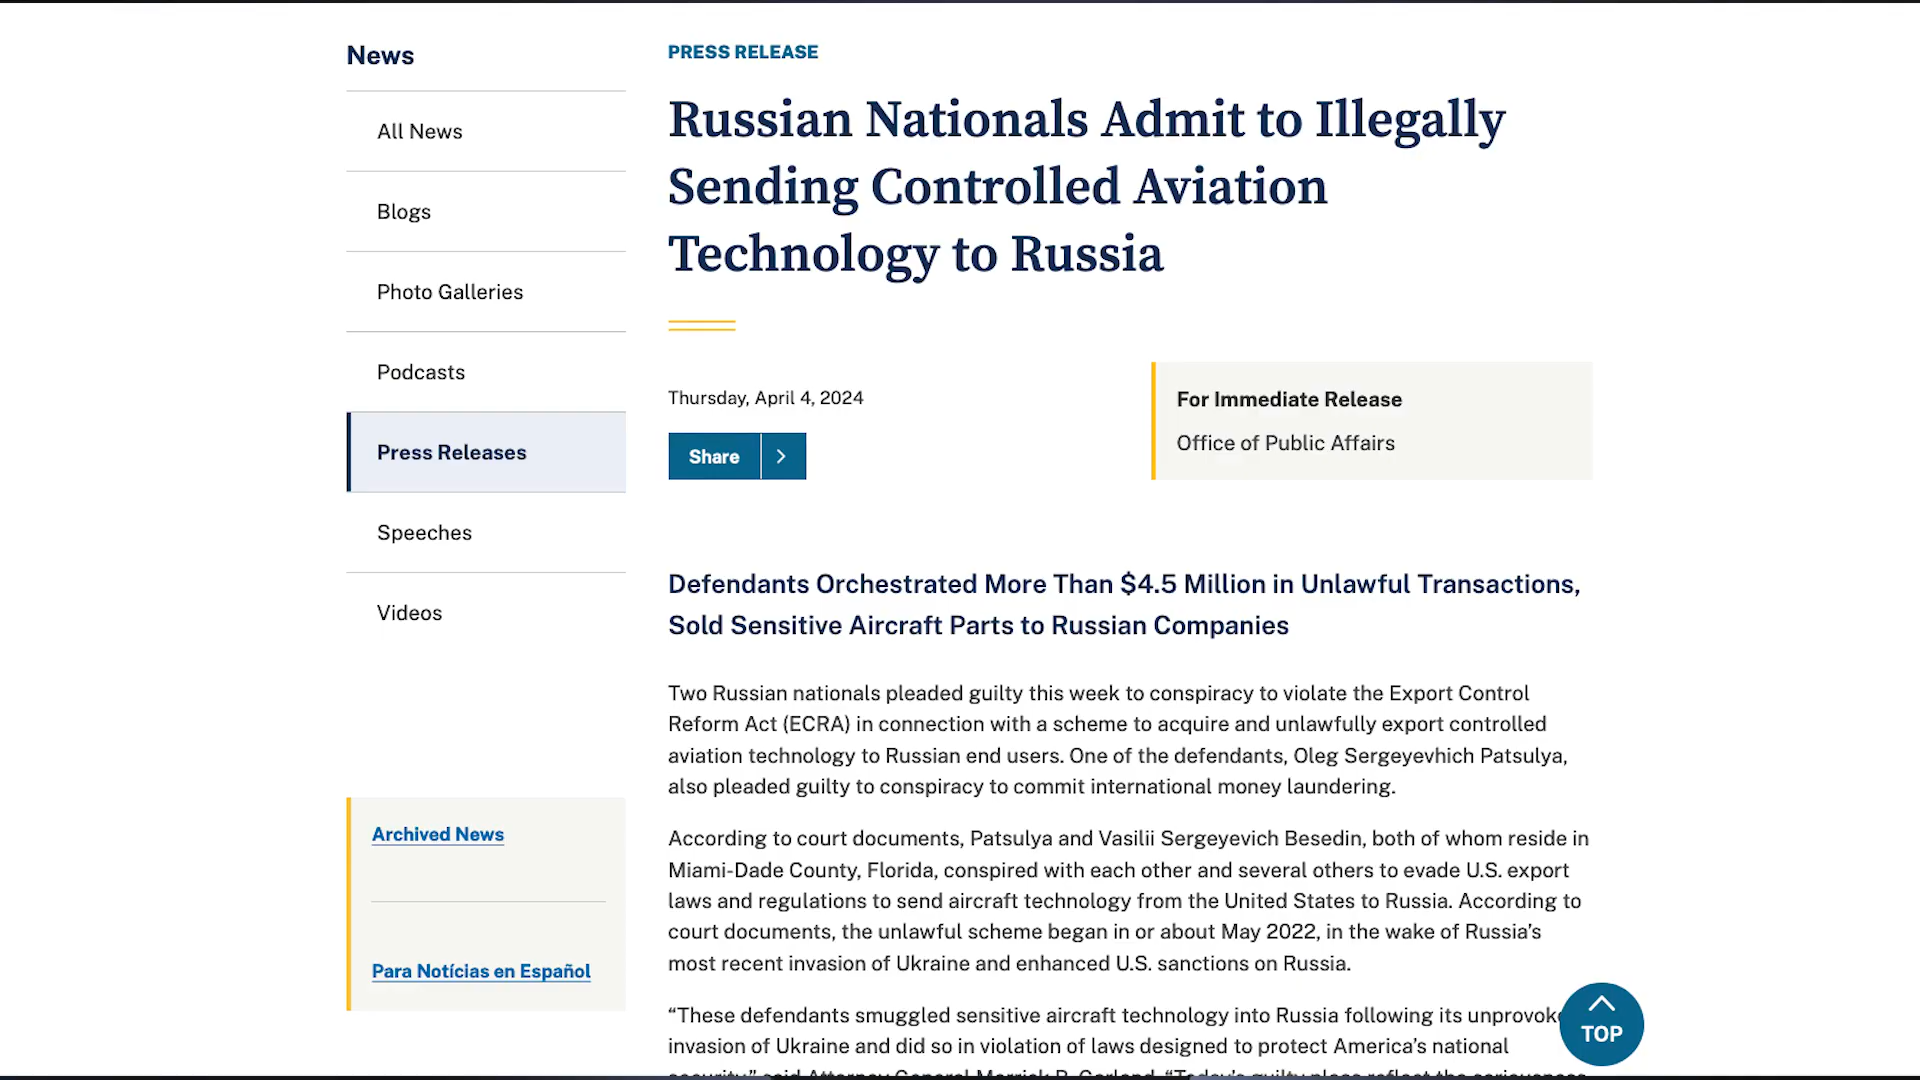 News
All News
Blogs
Photo Galleries
Podcasts
Press Releases
Speeches
Videos
Archived News
Para Notícias en Español
PRESS RELEASE
Russian Nationals Admit to Illegally
Sending Controlled Aviation
Technology to Russia
Thursday, April 4, 2024
Share
For Immediate Release
Office of Public Affairs
Defendants Orchestrated More Than $4.5 Million in Unlawful Transactions,
Sold Sensitive Aircraft Parts to Russian Companies
Two Russian nationals pleaded guilty this week to conspiracy to violate the Export Control
Reform Act (ECRA) in connection with a scheme to acquire and unlawfully export controlled
aviation technology to Russian end users. One of the defendants, Oleg Sergeyevhich Patsulya,
also pleaded guilty to conspiracy to commit international money laundering.
According to court documents, Patsulya and Vasilii Sergeyevich Besedin, both of whom reside in
Miami-Dade County, Florida, conspired with each other and several others to evade U.S. export
laws and regulations to send aircraft technology from the United States to Russia. According to
court documents, the unlawful scheme began in or about May 2022, in the wake of Russia’s
most recent invasion of Ukraine and enhanced U.S. sanctions on Russia.
“These defendants smuggled sensitive aircraft technology into Russia following its
invasion of Ukraine and did so in violation of laws designed to protect America’s national
security,” said Attorney General Merrick B. Garland. “Today’s guilty pleas reflect the seriousness
TOP